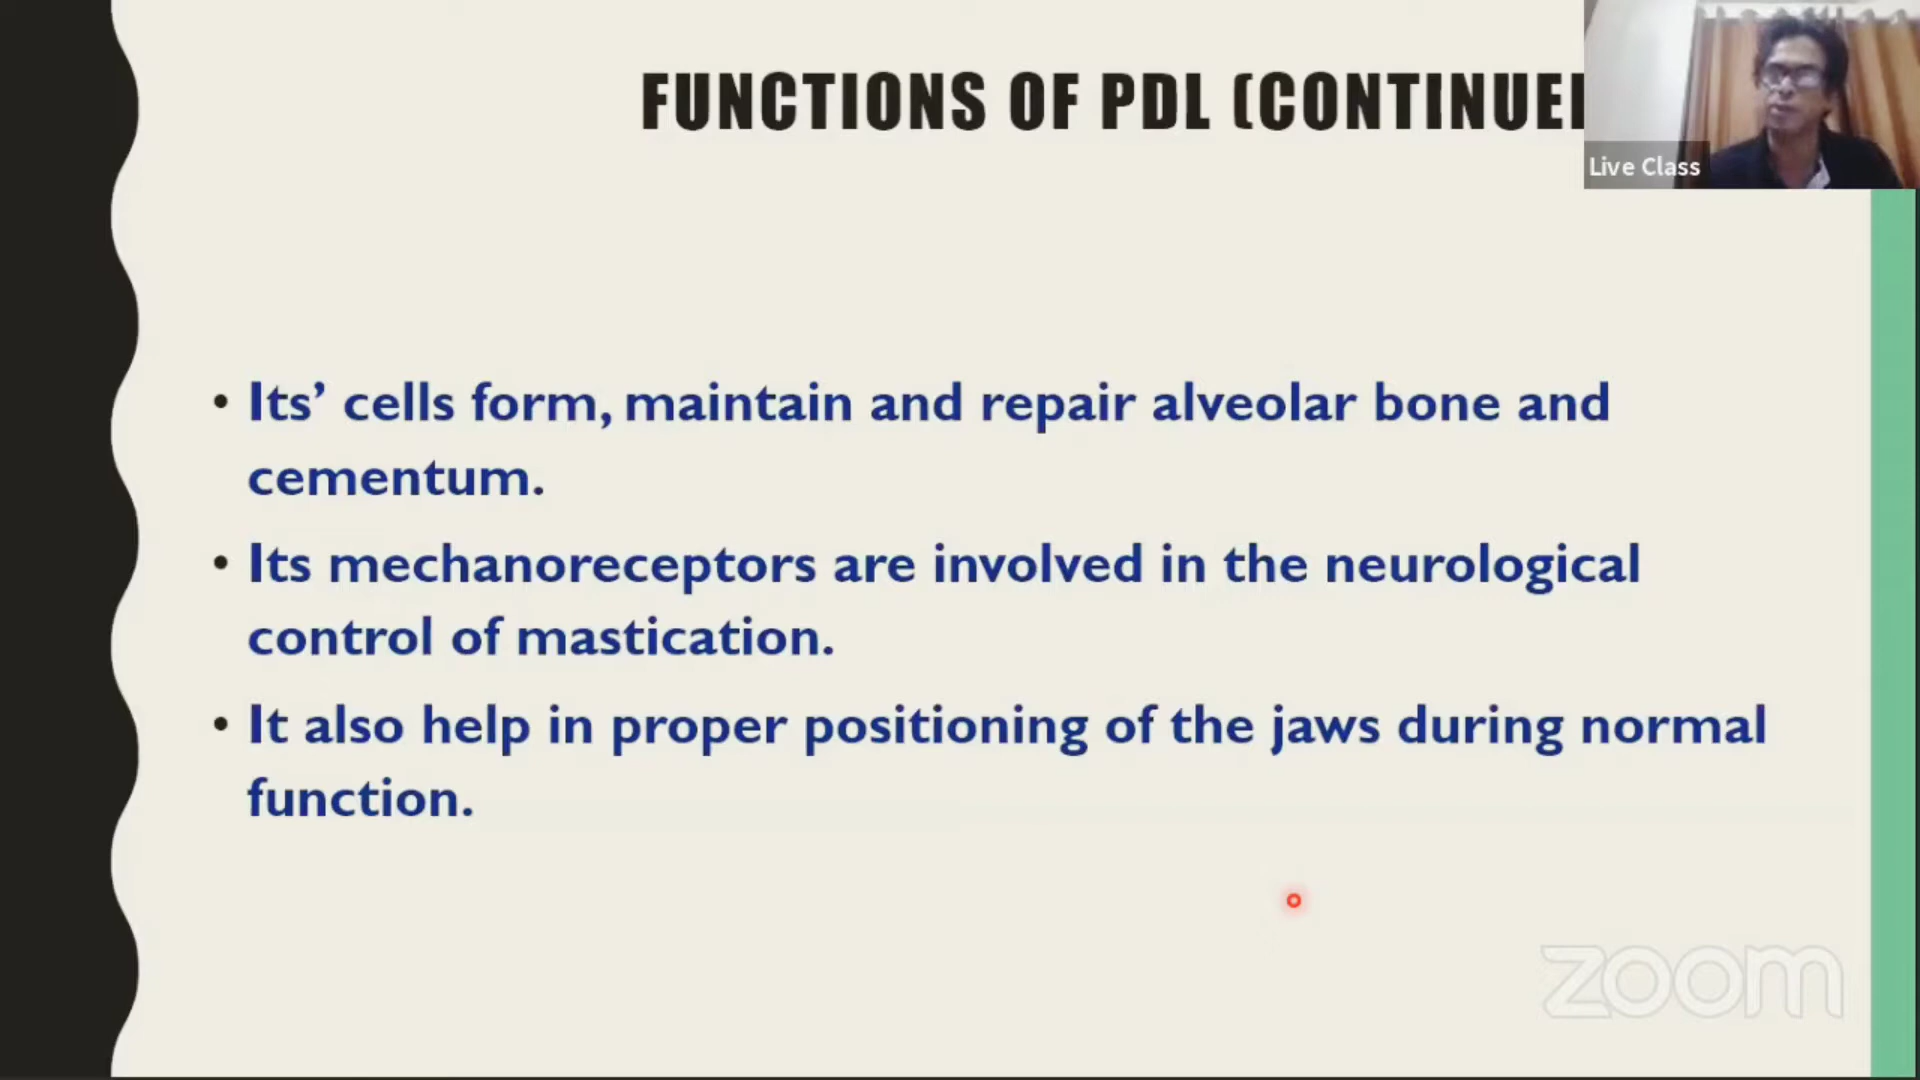 FUNCTIONS OF PDL (CONTINUE
Live Class
• Its’ cells form, maintain and repair alveolar bone and
cementum.
• Its mechanoreceptors are involved in the neurological
control of mastication.
• It also help in proper positioning of the jaws during normal
function.
zoom